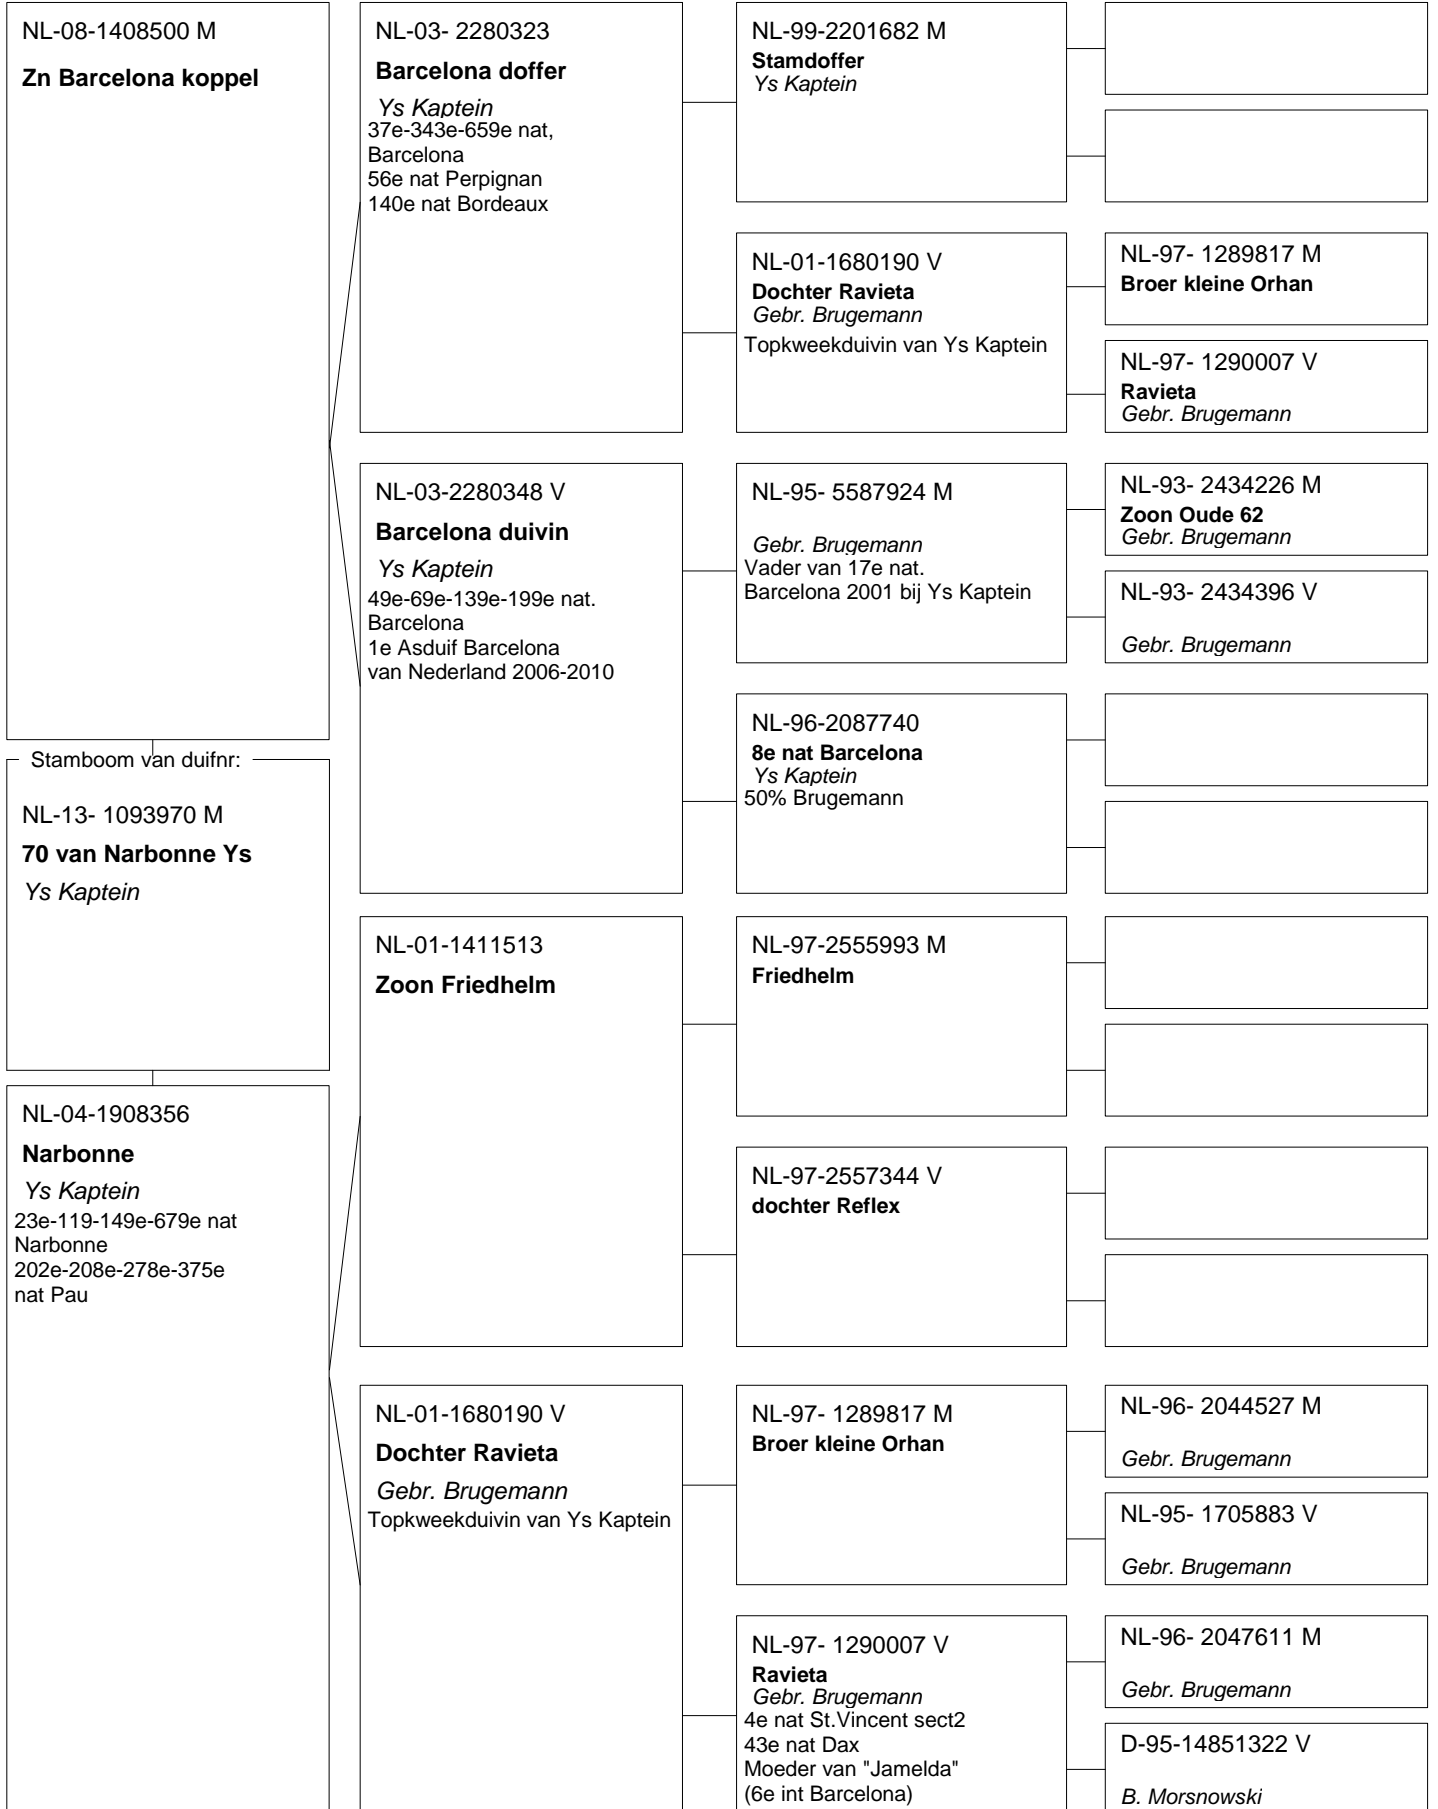 NL-08-1408500 M
Zn Barcelona koppel
Stamboom van duifnr:
NL-13- 1093970 M
70 van Narbonne Ys
Ys Kaptein
NL-04-1908356
Narbonne
Ys Kaptein
23e-119-149e-679e nat
Narbonne
202e-208e-278e-375e
nat Pau
NL-03- 2280323
Barcelona doffer
Ys Kaptein
37e-343e-659e nat,
Barcelona
56e nat Perpignan
140e nat Bordeaux
NL-03-2280348 V
Barcelona duivin
Ys Kaptein
49e-69e-139e-199e nat.
Barcelona
1e Asduif Barcelona
van Nederland 2006-2010
NL-01-1411513
Zoon Friedhelm
NL-01-1680190 V
Dochter Ravieta
Gebr. Brugemann
Topkweekduivin van Ys Kaptein
NL-99-2201682 M
Stamdoffer
Ys Kaptein
NL-01-1680190 V
Dochter Ravieta
Gebr. Brugemann
Topkweekduivin van Ys Kaptein
NL-95- 5587924 M
Gebr. Brugemann
Vader van 17e nat.
Barcelona 2001 bij Ys Kaptein
NL-96-2087740
8e nat Barcelona
Ys Kaptein
50% Brugemann
NL-97-2555993 M
Friedhelm
NL-97-2557344 V
dochter Reflex
NL-97- 1289817 M
Broer kleine Orhan
NL-97- 1290007 V
Ravieta
Gebr. Brugemann
4e nat St.Vincent sect2
43e nat Dax
Moeder van "Jamelda"
(6e int Barcelona)
NL-97- 1289817 M
Broer kleine Orhan
NL-97- 1290007 V
Ravieta
Gebr. Brugemann
NL-93- 2434226 M
Zoon Oude 62
Gebr. Brugemann
NL-93- 2434396 V
Gebr. Brugemann
NL-96- 2044527 M
Gebr. Brugemann
NL-95- 1705883 V
Gebr. Brugemann
NL-96- 2047611 M
Gebr. Brugemann
D-95-14851322 V
B. Morsnowski